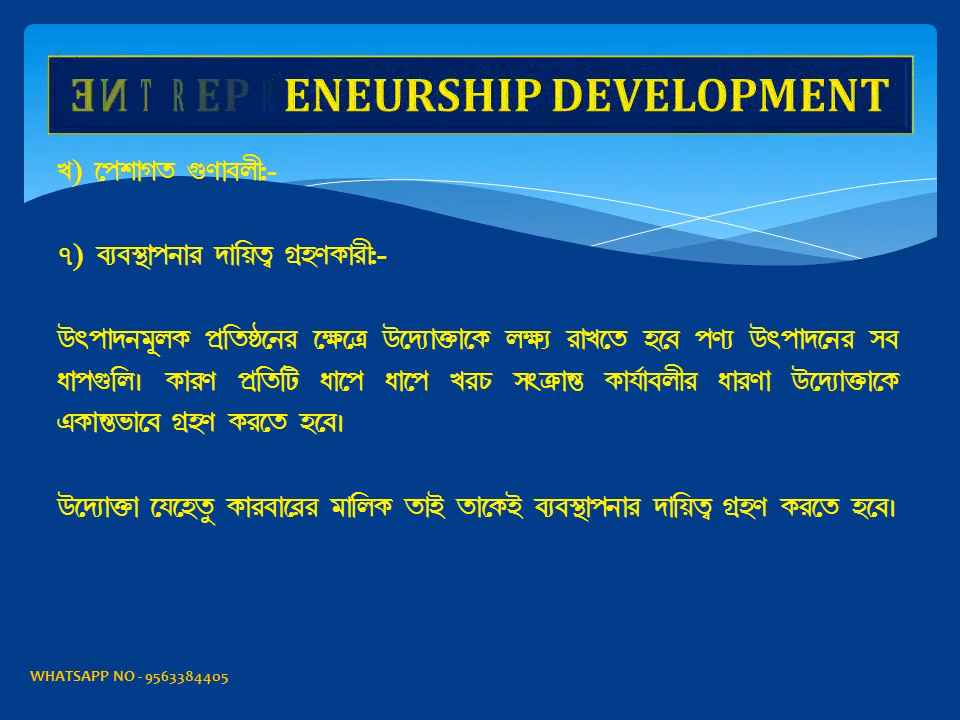 ENTREPRENEURSHIP DEVELOPMENT
খ) পেশাগত গুণাবলী:-
৭) ব্যবস্থাপনার দায়িত্ব গ্রহণকারী:-
উৎপাদনমূলক প্রতিষ্ঠনের ক্ষেত্রে উদ্যোক্তাকে লক্ষ্য রাখতে হবে পণ্য উৎপাদনের সব
ধাপগুলি। কারণ প্রতিটি ধাপে ধাপে খরচ সংক্রান্ত কার্যাবলীর ধারণা উদ্যোক্তাকে
একান্তভাবে গ্রহণ করতে হবে।
উদ্যোক্তা যেহেতু কারবারের মালিক তাই তাকেই ব্যবস্থাপনার দায়িত্ব গ্রহণ করতে হবে।
WHATSAPP NO - 9563384405